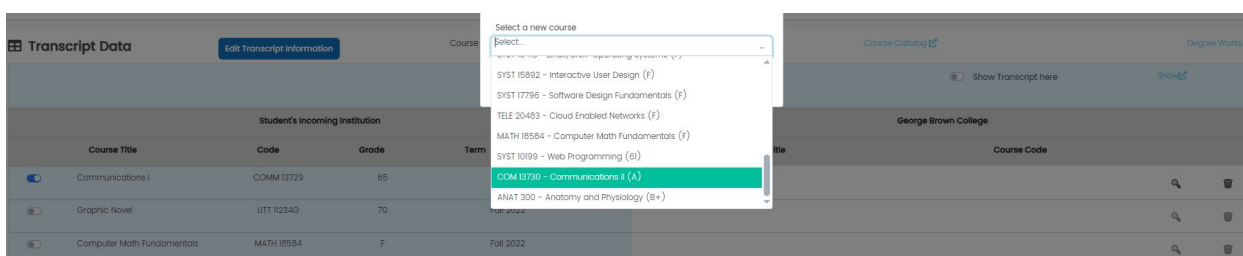 Select a new course
Transcript Data
Edit Transcript Information
Course
Select...
Course Catalog
Degree Works
SYST 15892 - Interactive User Design (F)
Show Transcript here
Show
SYST 17796 - Software Design Fundamentals (F)
TELE 20483 - Cloud Enabled Networks (F)
Student's Incoming Institution
George Brown College
MATH 18584 - Computer Math Fundamentals (F)
Course Title
Code
Grade
Term
SYST 10199 - Web Programming (61)
Course Code
Communications I
COMM 13729
65
COM 13730 - Communications II (A)
ANAT 300 - Anatomy and Physiology (B+)
Graphic Novel
LITT 11234G
70
Fall 2022
Computer Math Fundamentals
MATH 18584
F
Fall 2022